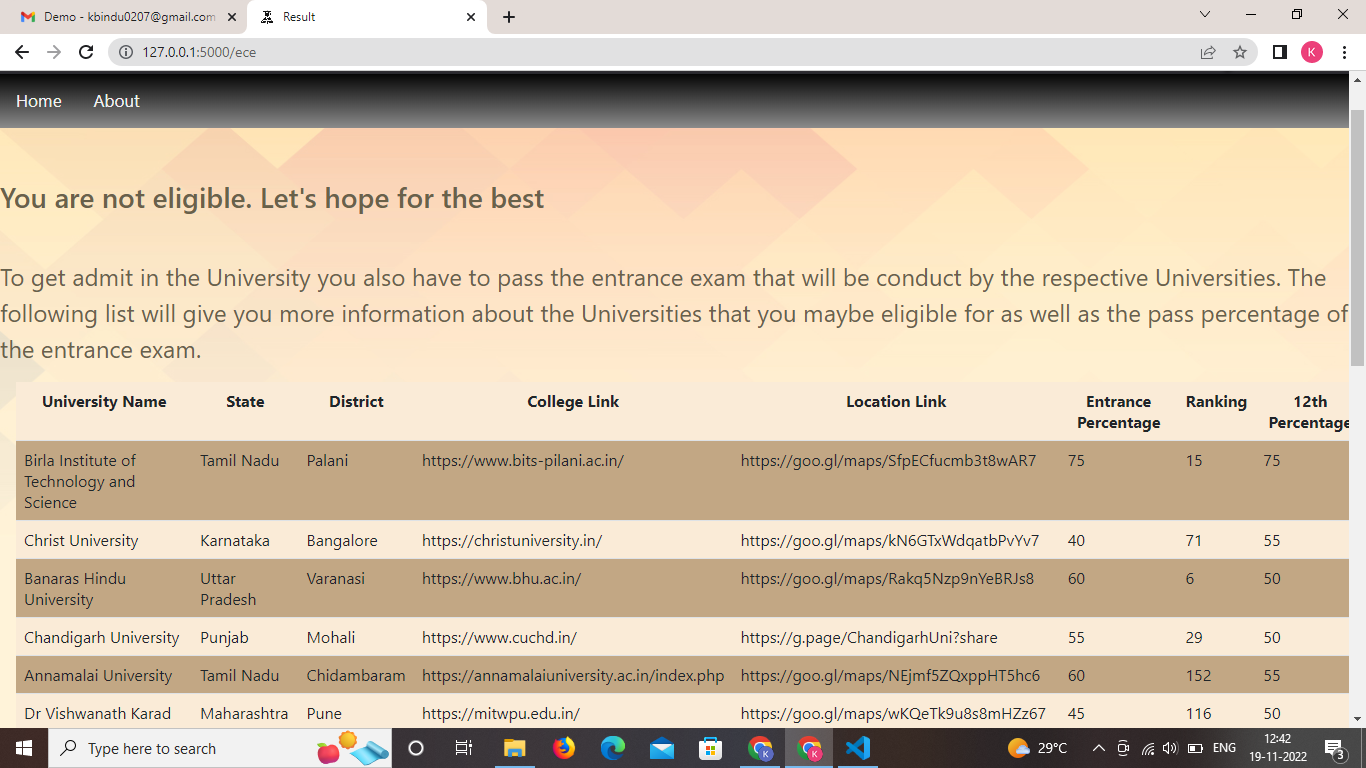 Demo - kbindu0207@gmail.com
Result
127.0.0.1:5000/ece
K
Home About
You are not eligible. Let's hope for the best
To get admit in the University you also have to pass the entrance exam that will be conduct by the respective Universities. The
following list will give you more information about the Universities that you maybe eligible for as well as the pass percentage of
the entrance exam.
University Name State District College Link Location Link Entrance Ranking 12th
Percentage Percentage
Birla Institute of Tamil Nadu Palani https://www.bits-pilani.ac.in/ https://goo.gl/maps/SfpECfucmb3t8wAR7 75 15 75
Technology and
Science
Christ University Karnataka Bangalore https://christuniversity.in/ https://goo.gl/maps/kN6GTxWdqatbPvYv7 40 71 55
Banaras Hindu Uttar Varanasi https://www.bhu.ac.in/ https://goo.gl/maps/Rakq5Nzp9nYeBRJs8 60 6 50
University Pradesh
Chandigarh University Punjab Mohali https://www.cuchd.in/ https://g.page/ChandigarhUni?share 55 29 50
Annamalai University Tamil Nadu Chidambaram https://annamalaiuniversity.ac.in/index.php https://goo.gl/maps/NEjmf5ZQxppHT5hc6 60 152 55
Dr Vishwanath Karad Maharashtra Pune https://mitwpu.edu.in/ https://goo.gl/maps/wKQeTk9u8s8mHZz67 45 116 50
Type here to search
29°C
ENG
12:42
19-11-2022
3